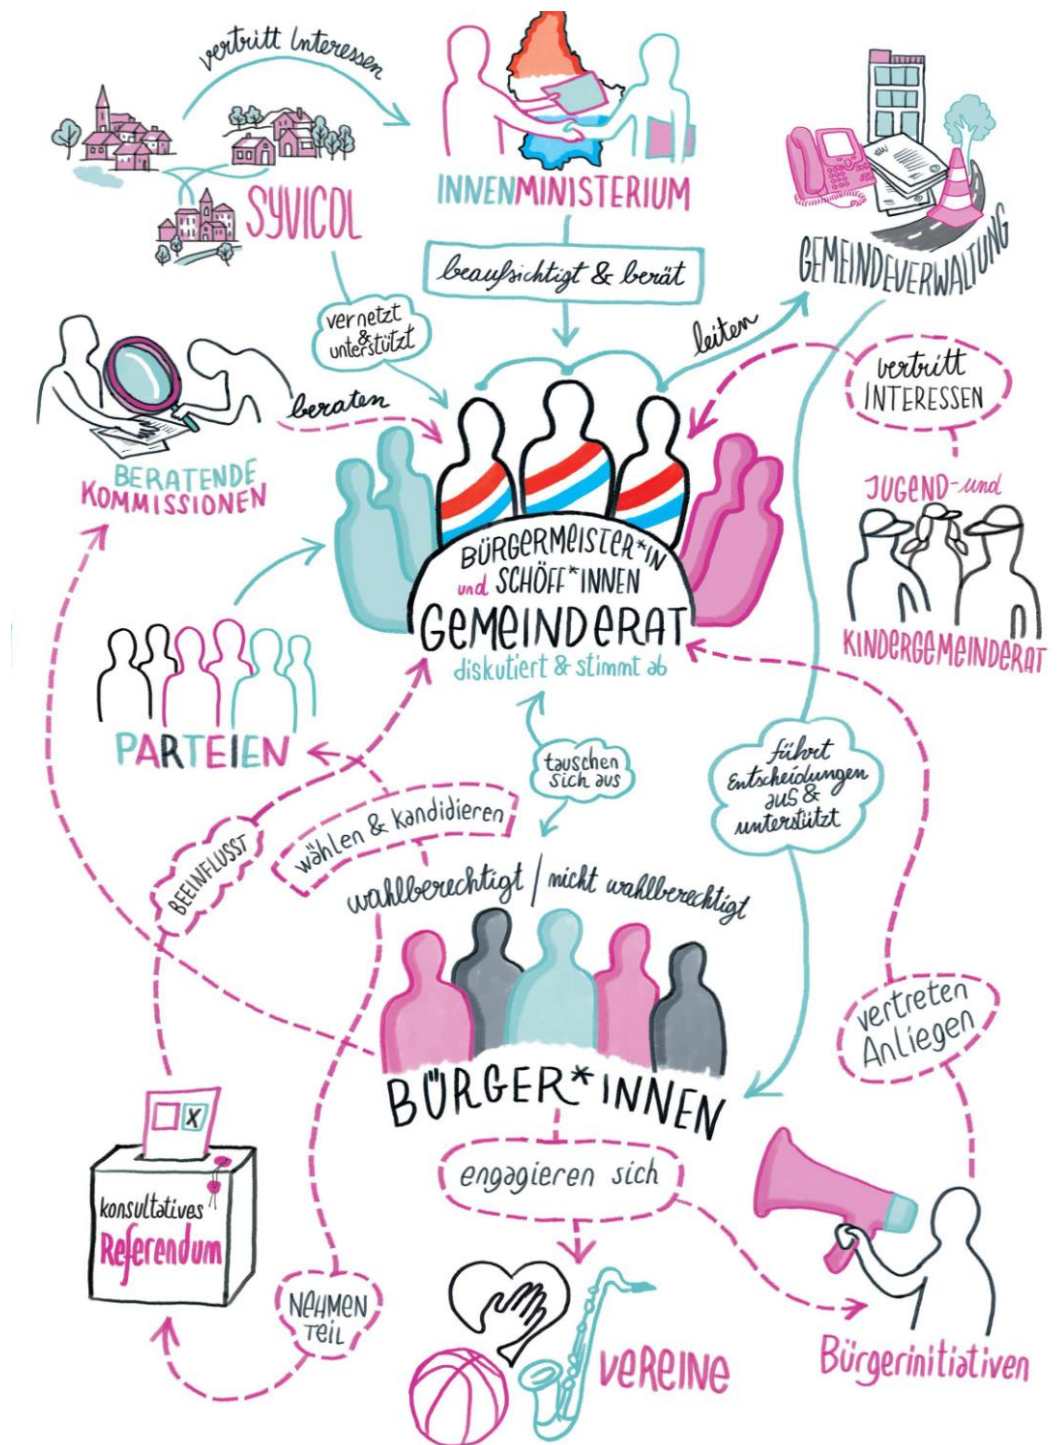 vertritt Interessen
SYVICOL
INNENMINISTERIUM
GEMEINDEVERWALTUNG
beaufsichtigt & berät
vernetzt
&
unterstützt
leiten
vertritt
INTERESSEN
beraten
BERATENDE
KOMMISSIONEN
JUGEND-und
KINDERGEMEINDERAT
BÜRGERMEISTER*IN
und SCHÖFF*INNEN
GEMEINDERAT
diskutiert & stimmt ab
PARTEIEN
tauschen
sich aus
führt
Entscheidungen
aus &
unterstützt
wählen & kandidieren
BEEINFLUSST
wahlberechtigt / nicht wahlberechtigt
BÜRGER*INNEN
vertreten
Anliegen
engagieren sich
X
konsultatives
Referendum
NEHMEN
TEIL
VEREINE
Bürgerinitiativen